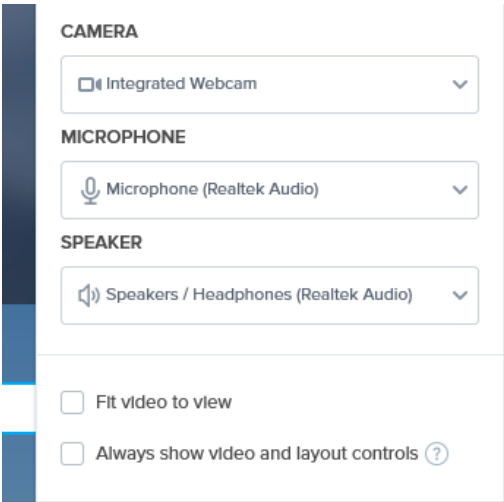 CAMERA
Integrated Webcam
MICROPHONE
Microphone (Realtek Audio)
SPEAKER
Speakers / Headphones (Realtek Audio)
Fit video to view
Always show video and layout controls ?